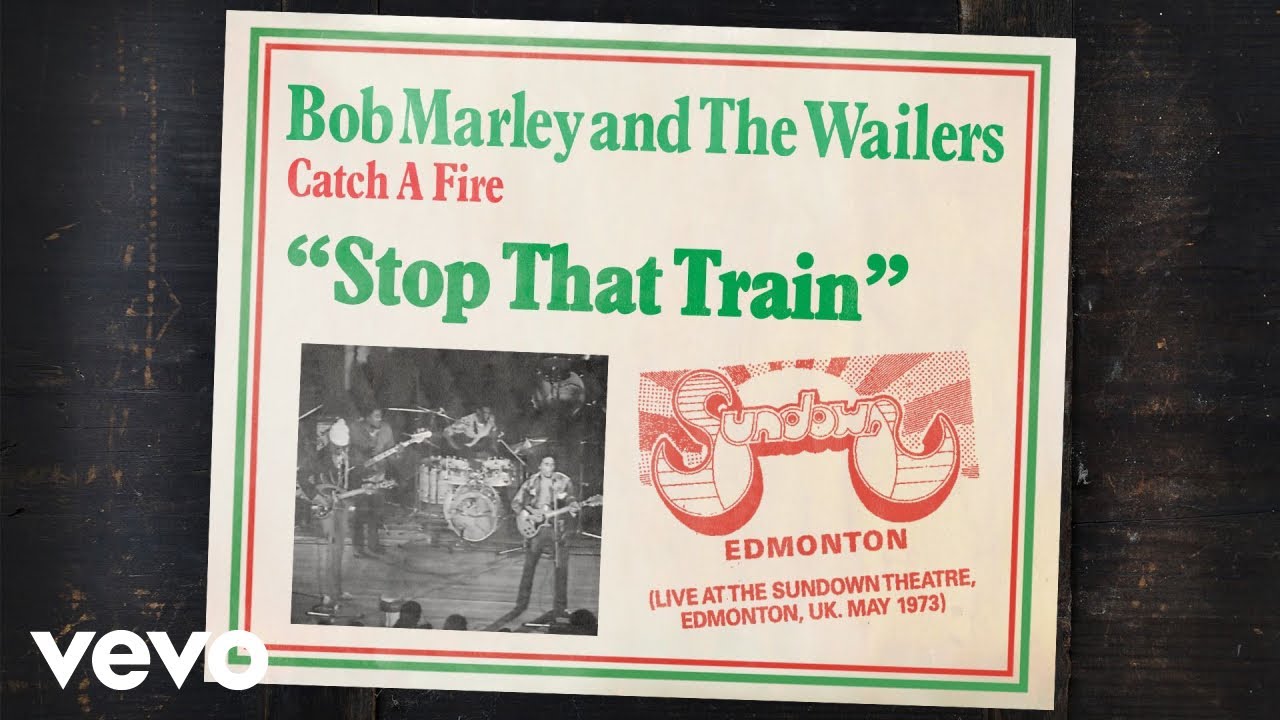 Bob Marley and The Wailers
Catch A Fire
“Stop That Train”
Sundown
EDMONTON
(LIVE AT THE SUNDOWN THEATRE,
EDMONTON, UK. MAY 1973)
vevo